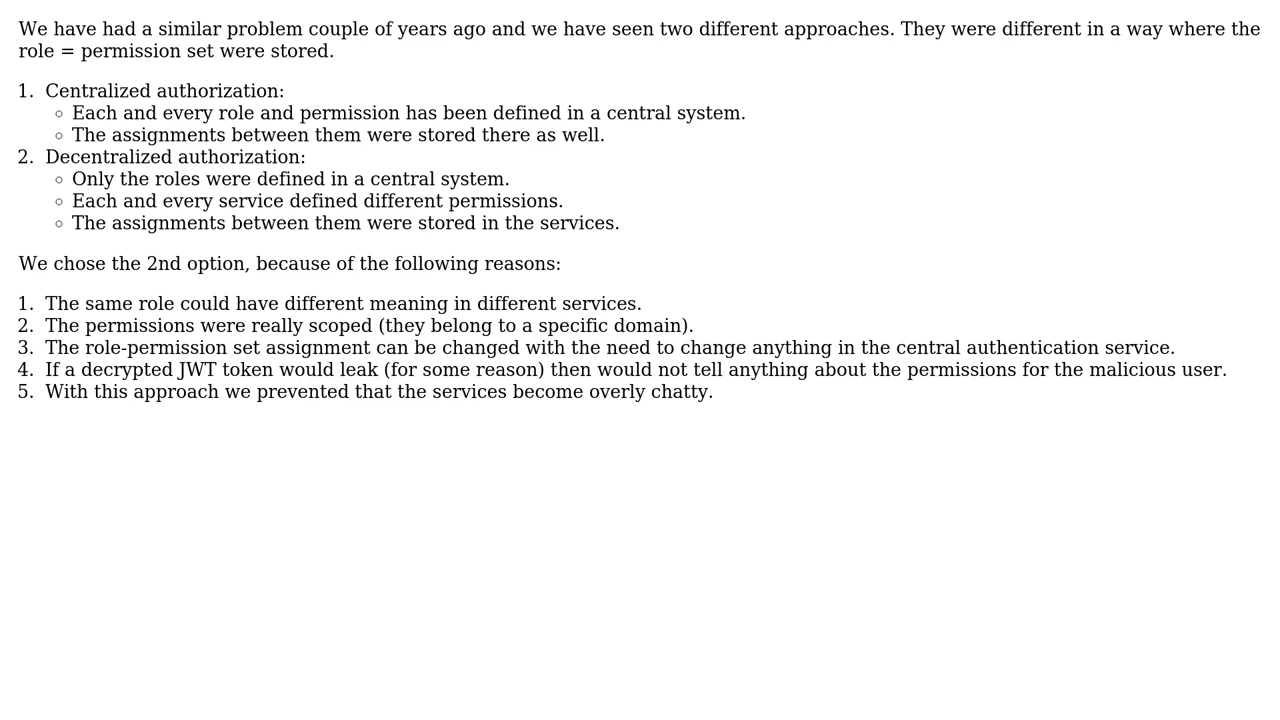 We have had a similar problem couple of years ago and we have seen two different approaches. They were different in a way where the
role = permission set were stored.
1. Centralized authorization:
◦ Each and every role and permission has been defined in a central system.
◦ The assignments between them were stored there as well.
2. Decentralized authorization:
◦ Only the roles were defined in a central system.
◦ Each and every service defined different permissions.
◦ The assignments between them were stored in the services.
We chose the 2nd option, because of the following reasons:
1. The same role could have different meaning in different services.
2. The permissions were really scoped (they belong to a specific domain).
3. The role-permission set assignment can be changed with the need to change anything in the central authentication service.
4. If a decrypted JWT token would leak (for some reason) then would not tell anything about the permissions for the malicious user.
5. With this approach we prevented that the services become overly chatty.